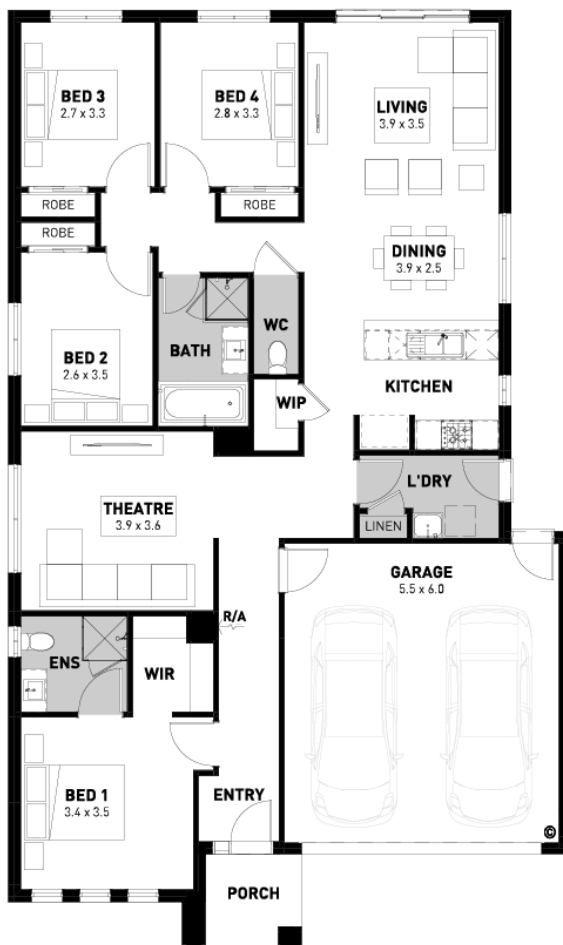 BED 3
2.7 x 3.3
BED 4
2.8 x 3.3
LIVING
3.9 x 3.5
ROBE
ROBE
ROBE
DINING
3.9 x 2.5
WC
BATH
BED 2
2.6 x 3.5
KITCHEN
WIP
L'DRY
THEATRE
3.9 x 3.6
LINEN
GARAGE
5.5 x 6.0
R/A
ENS
WIR
BED 1
3.4 x 3.5
ENTRY
©
PORCH